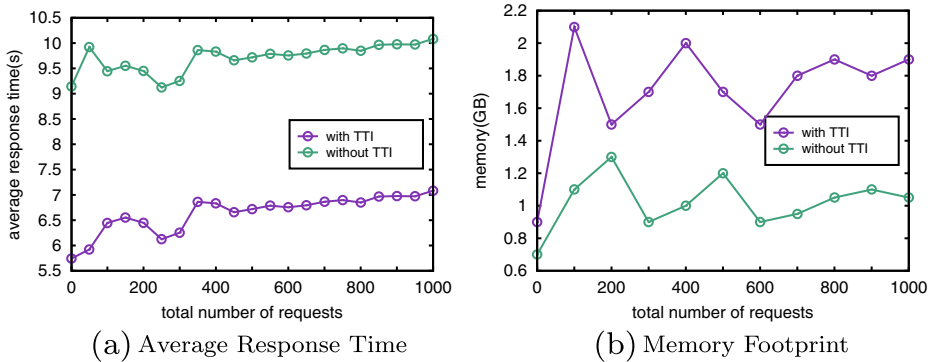 average response time(s)
10.5
10
9.5
9
8.5
8
7.5
7
6.5
6
5.5
0 200 400 600 800 1000
total number of requests
with TTI
without TTI
(a) Average Response Time
memory(GB)
2.2
2
1.8
1.6
1.4
1.2
1
0.8
0.6
0 200 400 600 800 1000
total number of requests
with TTI
without TTI
(b) Memory Footprint